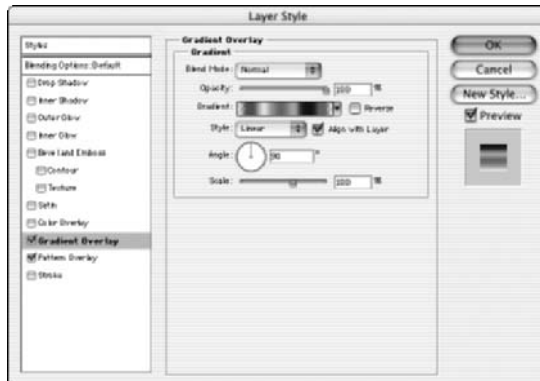 Layer Style
Styles
Blending Options: Default
Drop Shadow
Inner Shadow
Outer Glow
Inner Glow
Bevel and Emboss
Contour
Texture
Satin
Color Overlay
Gradient Overlay
Pattern Overlay
Stroke
Gradient Overlay
Gradient
Blend Mode: Normal
Opacity: 100 %
Gradient: Reverse
Style: Linear Align with Layer
Angle: 90 °
Scale: 100 %
OK
Cancel
New Style...
Preview